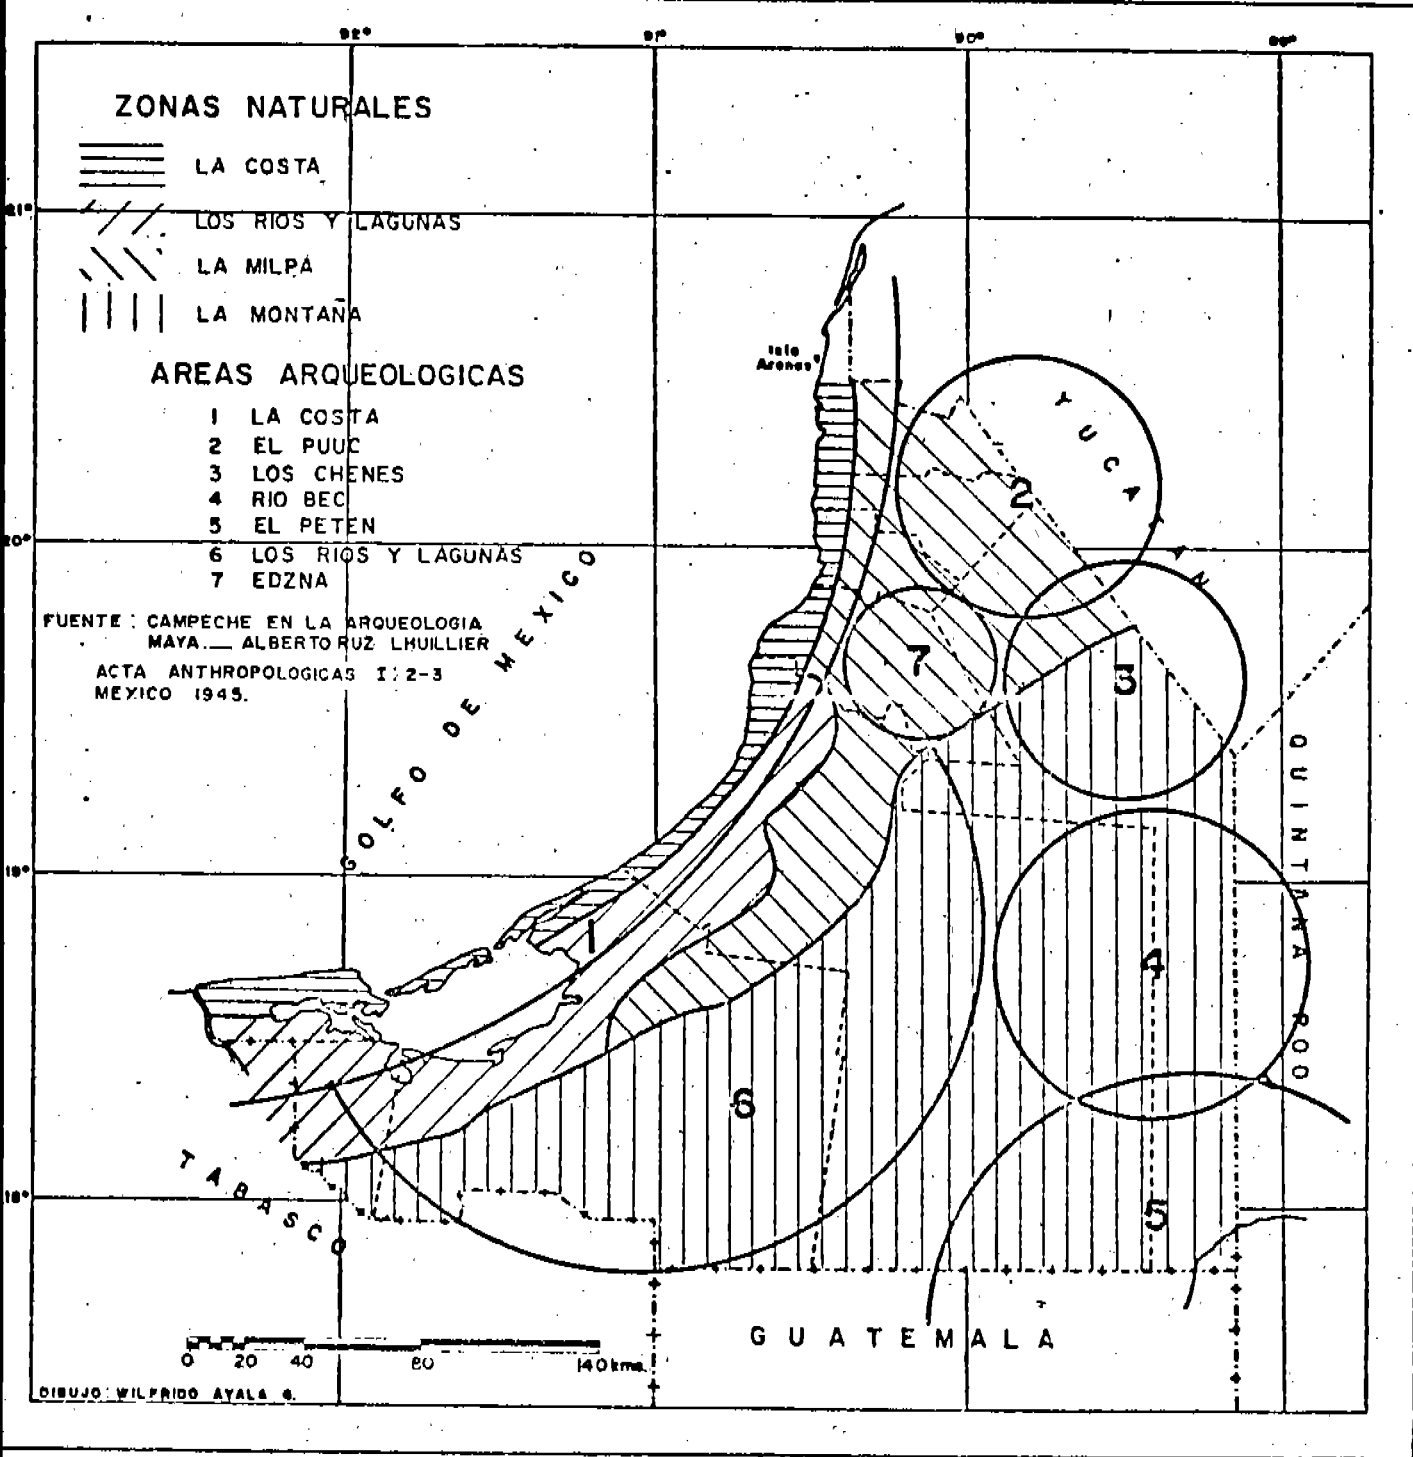 92° 91° 90° 89°
ZONAS NATURALES
LA COSTA
21°
LOS RIOS Y LAGUNAS
LA MILPA
LA MONTAÑA
AREAS ARQUEOLOGICAS
1 LA COSTA
2 EL PUUC
3 LOS CHENES
4 RIO BEC
5 EL PETEN
20°
6 LOS RIOS Y LAGUNAS
7 EDZNA
FUENTE: CAMPECHE EN LA ARQUEOLOGIA
MAYA.__ ALBERTO RUZ LHUILLIER
ACTA ANTHROPOLOGICAS I:2-3
MEXICO 1945.
Isla
Arenas
YUCATAN
GOLFO DE MEXICO
2
7
3
QUINTANA ROO
19°
1
4
6
5
TABASCO
18°
GUATEMALA
0 20 40 80 140 kms.
DIBUJO: WILFRIDO AYALA G.